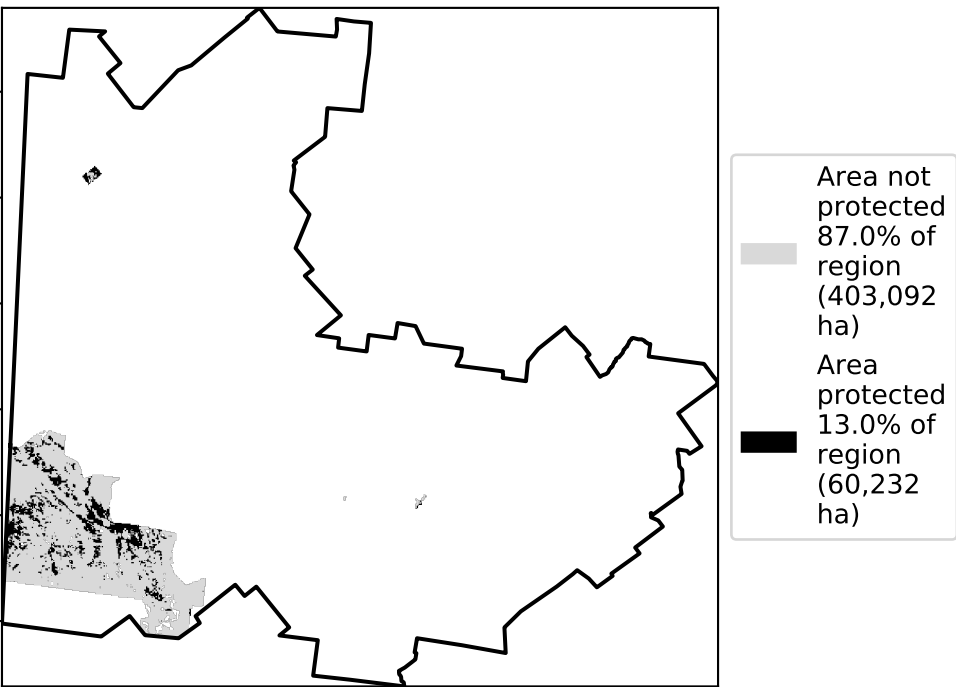 Area not
protected
87.0% of
region
(403,092
ha)
Area
protected
13.0% of
region
(60,232
ha)